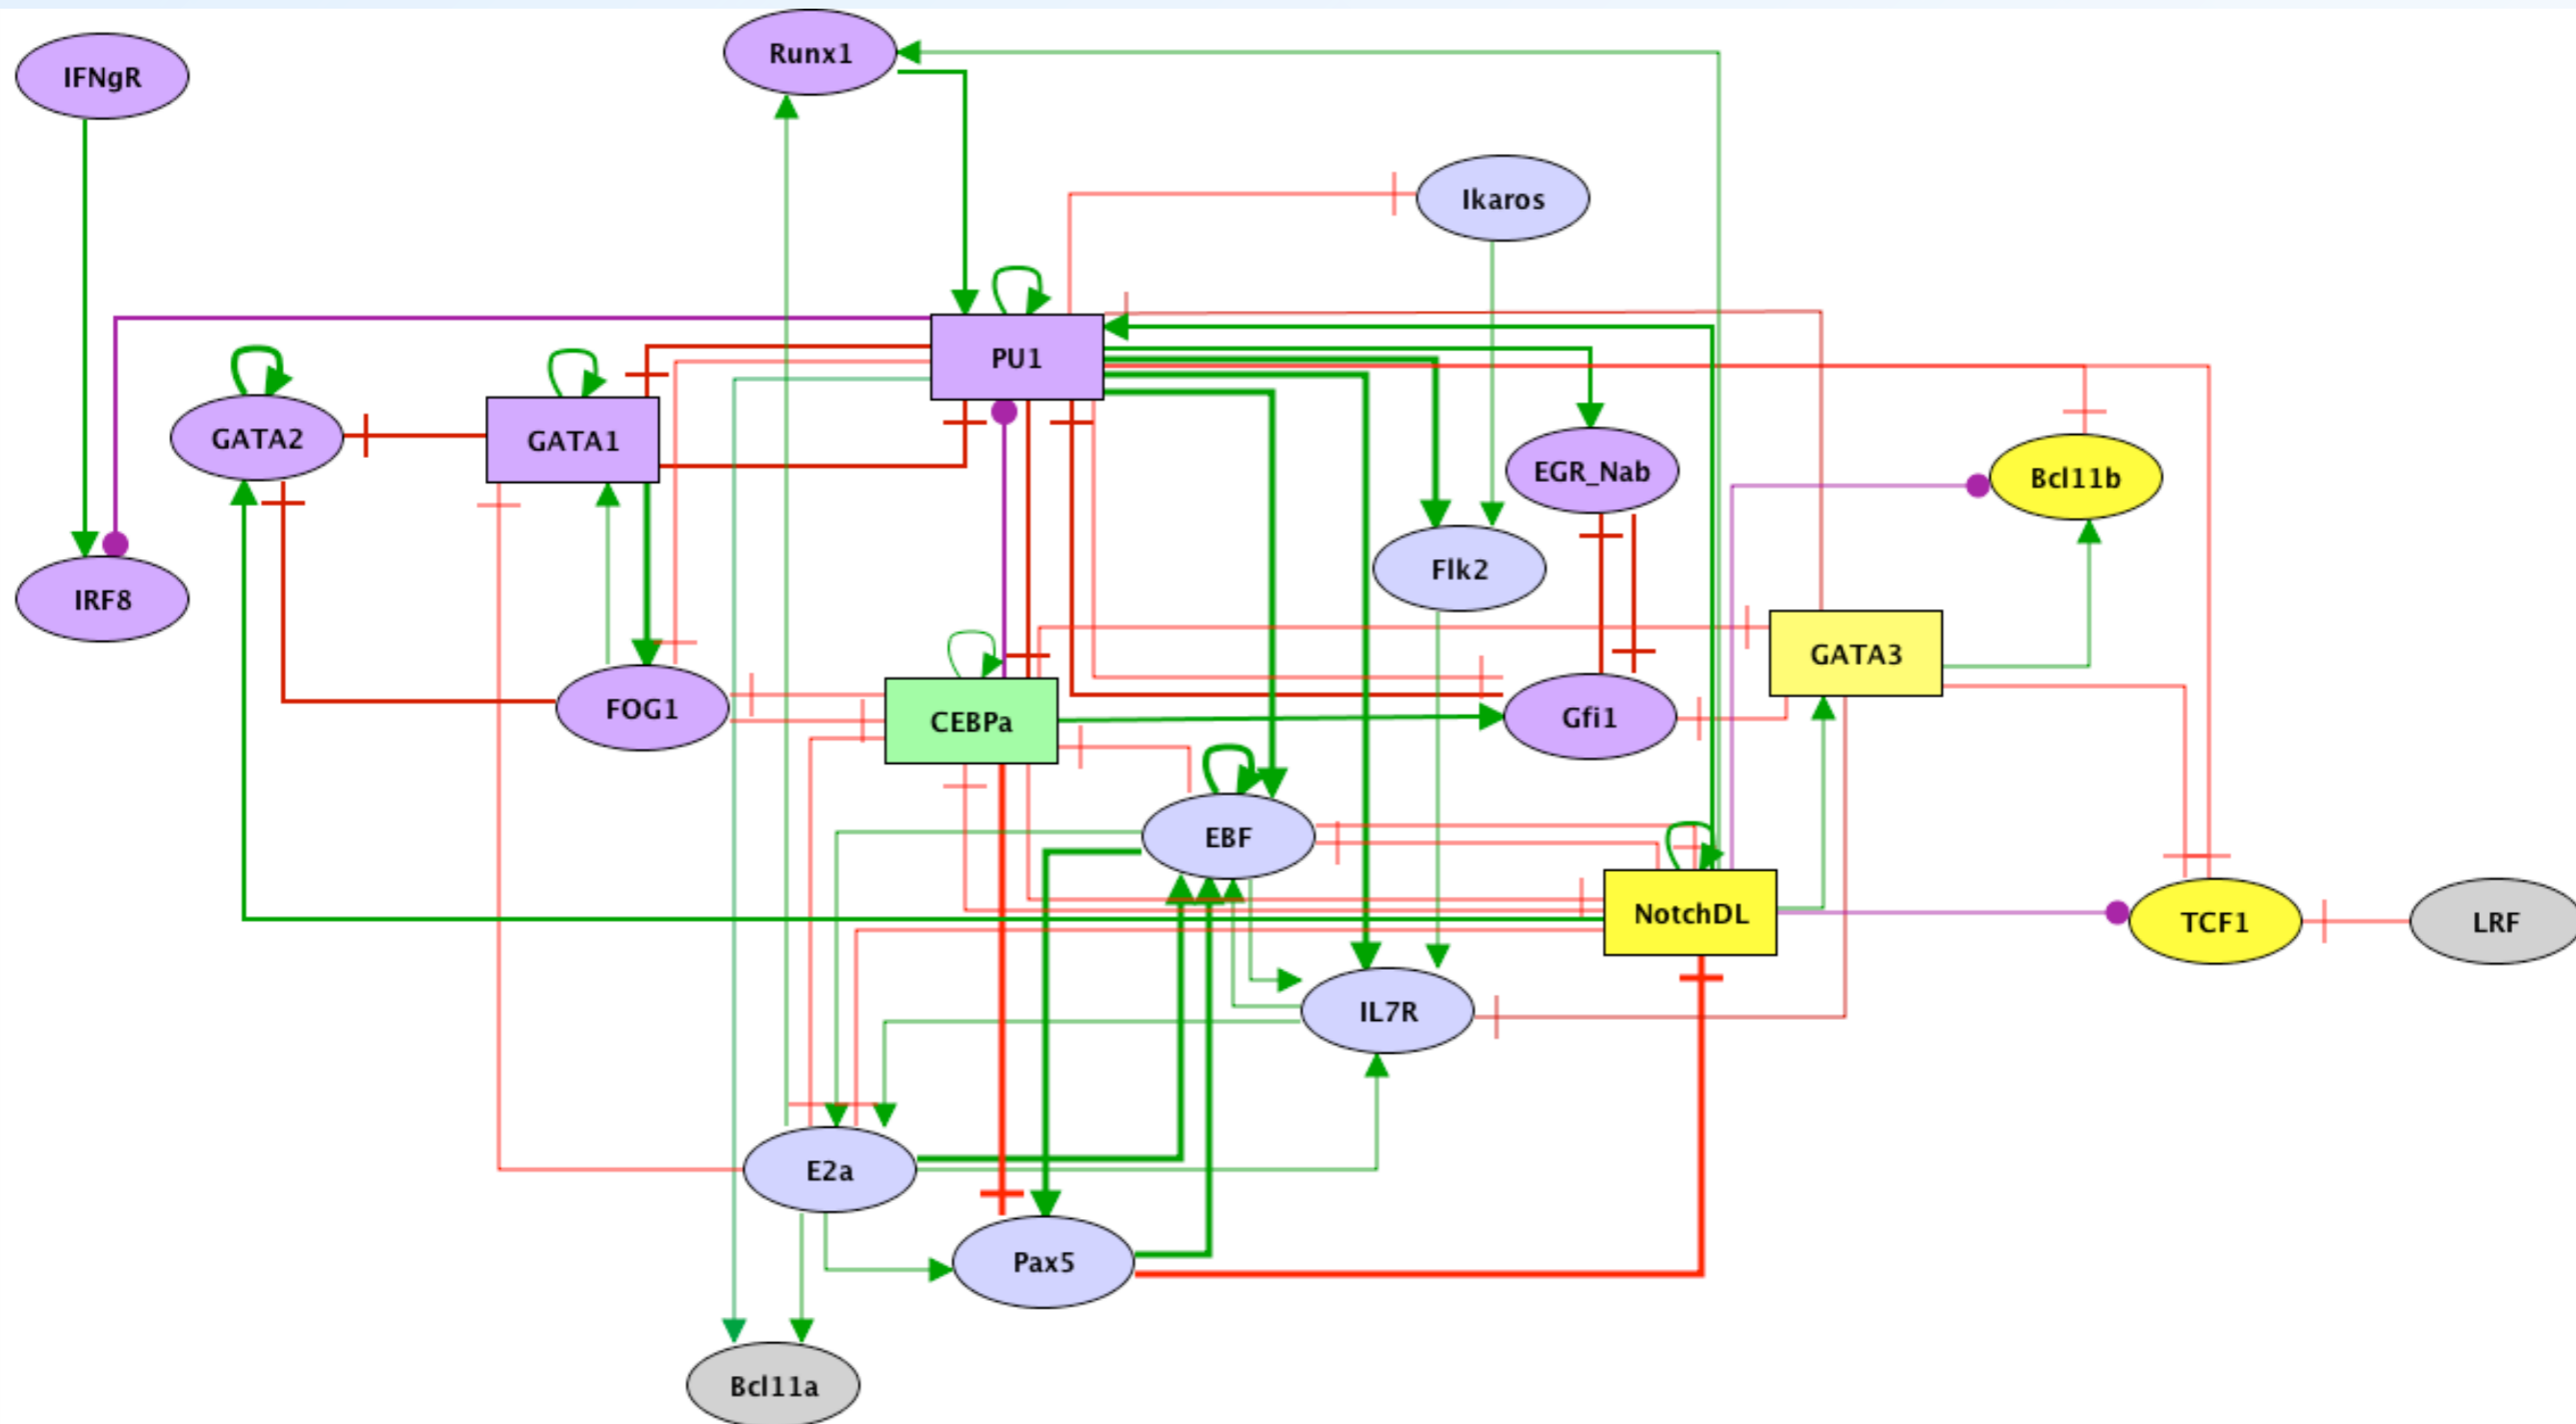 Runx1
IFNgR
Ikaros
PU1
GATA2
GATA1
EGR_Nab
Bcl11b
Flk2
IRF8
GATA3
FOG1
CEBPa
Gfi1
EBF
NotchDL
TCF1
LRF
IL7R
E2a
Pax5
Bcl11a